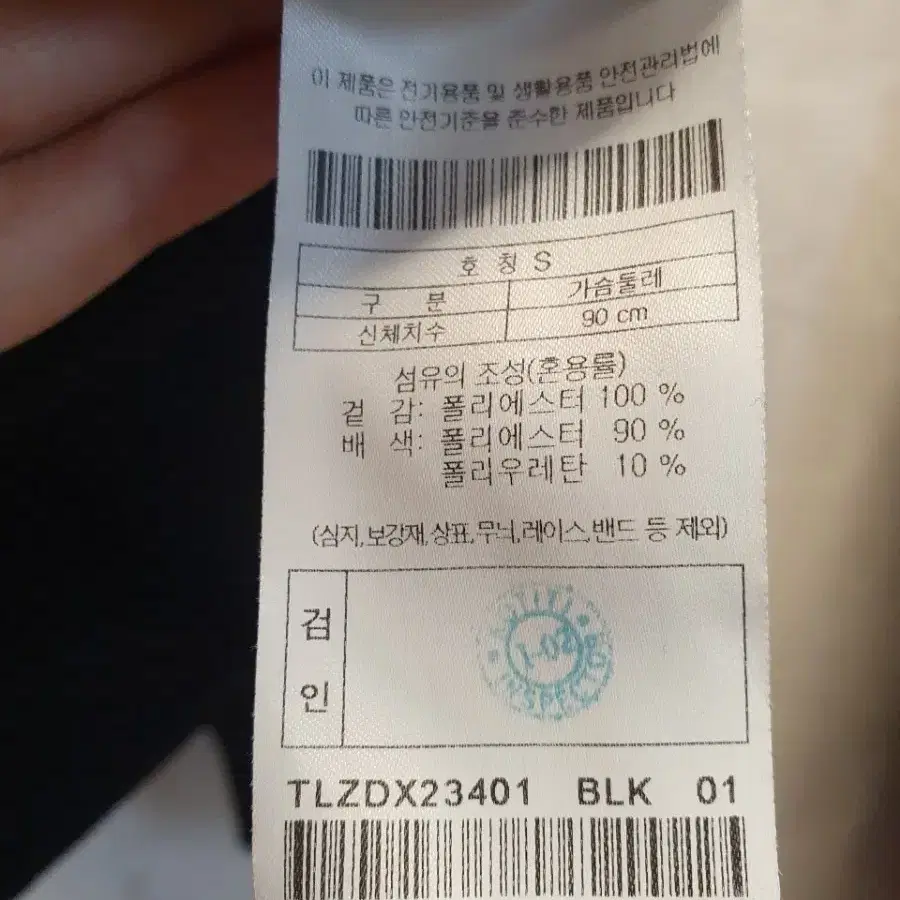 이 제품은 전기용품 및 생활용품 안전관리법에
따른 안전기준을 준수한 제품입니다
호 칭 S
구 분 가슴둘레
신체치수 90 cm
섬유의 조성(혼용률)
겉 감: 폴리에스터 100 %
배 색: 폴리에스터 90 %
폴리우레탄 10 %
(심지,보강재,상표,무늬,레이스,밴드 등 제외)
검
인
1-02
INSPECT
TLZDX23401 BLK 01